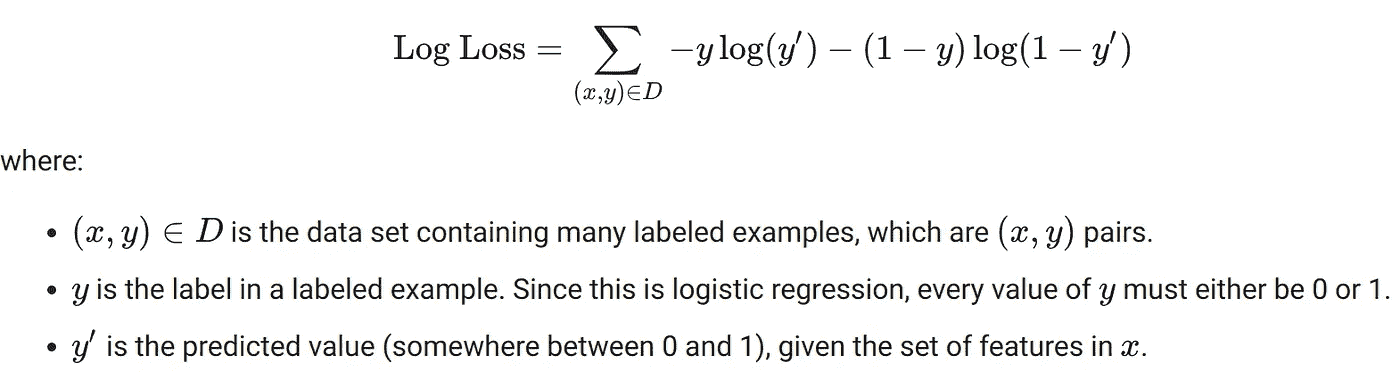 Log Loss = ∑ −y log(y′) − (1 − y) log(1 − y′)
(x,y)∈D
where:
• (x, y) ∈ D is the data set containing many labeled examples, which are (x, y) pairs.
• y is the label in a labeled example. Since this is logistic regression, every value of y must either be 0 or 1.
• y′ is the predicted value (somewhere between 0 and 1), given the set of features in x.